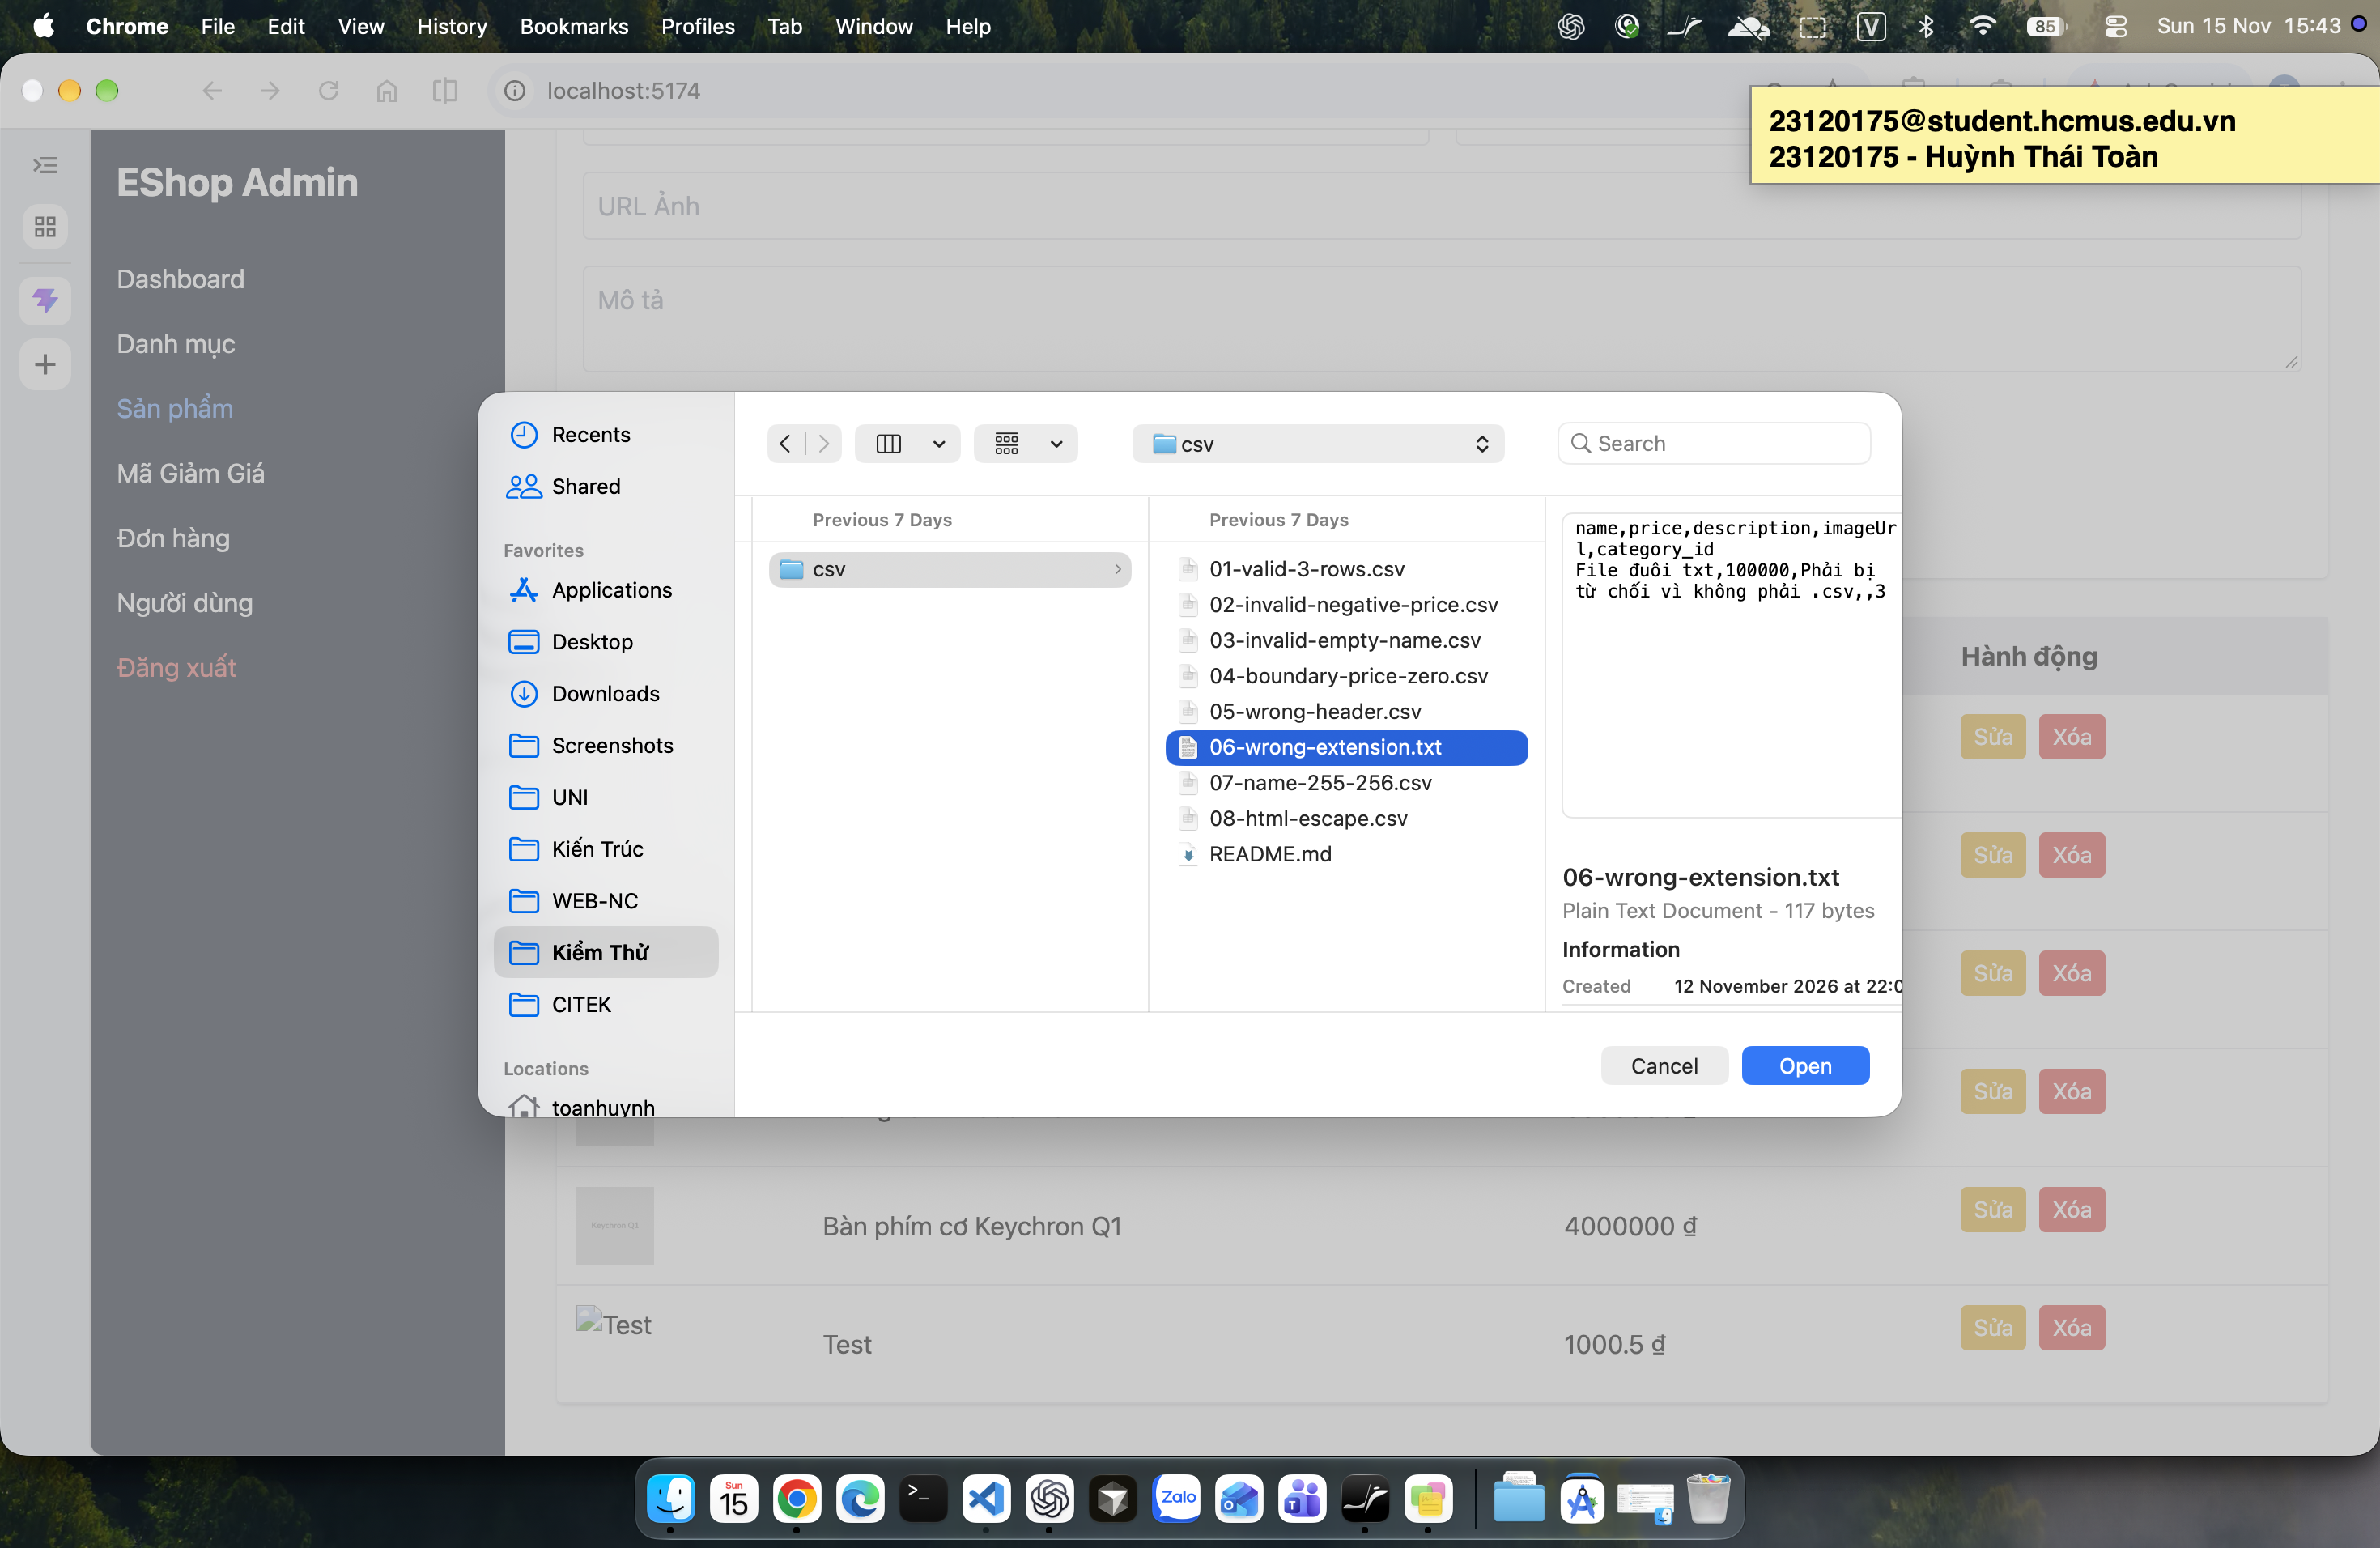 Chrome File Edit View History Bookmarks Profiles Tab Window Help
V
85
Sun 15 Nov 15:43
localhost:5174
23120175@student.hcmus.edu.vn
23120175 - Huỳnh Thái Toàn
EShop Admin
Dashboard
Danh mục
Sản phẩm
Mã Giảm Giá
Đơn hàng
Người dùng
Đăng xuất
URL Ảnh
Mô tả
Recents
Shared
Favorites
Applications
Desktop
Downloads
Screenshots
UNI
Kiến Trúc
WEB-NC
Kiểm Thử
CITEK
Locations
toanhuynh
csv
Search
Previous 7 Days
csv
Previous 7 Days
01-valid-3-rows.csv
02-invalid-negative-price.csv
03-invalid-empty-name.csv
04-boundary-price-zero.csv
05-wrong-header.csv
06-wrong-extension.txt
07-name-255-256.csv
08-html-escape.csv
README.md
name,price,description,imageUr
l,category_id
File đuôi txt,100000,Phải bị
từ chối vì không phải .csv,,3
06-wrong-extension.txt
Plain Text Document - 117 bytes
Information
Created 12 November 2026 at 22:0
Cancel
Open
Hành động
Sửa Xóa
Sửa Xóa
Sửa Xóa
Sửa Xóa
Keychron Q1
Bàn phím cơ Keychron Q1
4000000 ₫
Sửa Xóa
Test
Test
1000.5 ₫
Sửa Xóa
Sun
15
Zalo